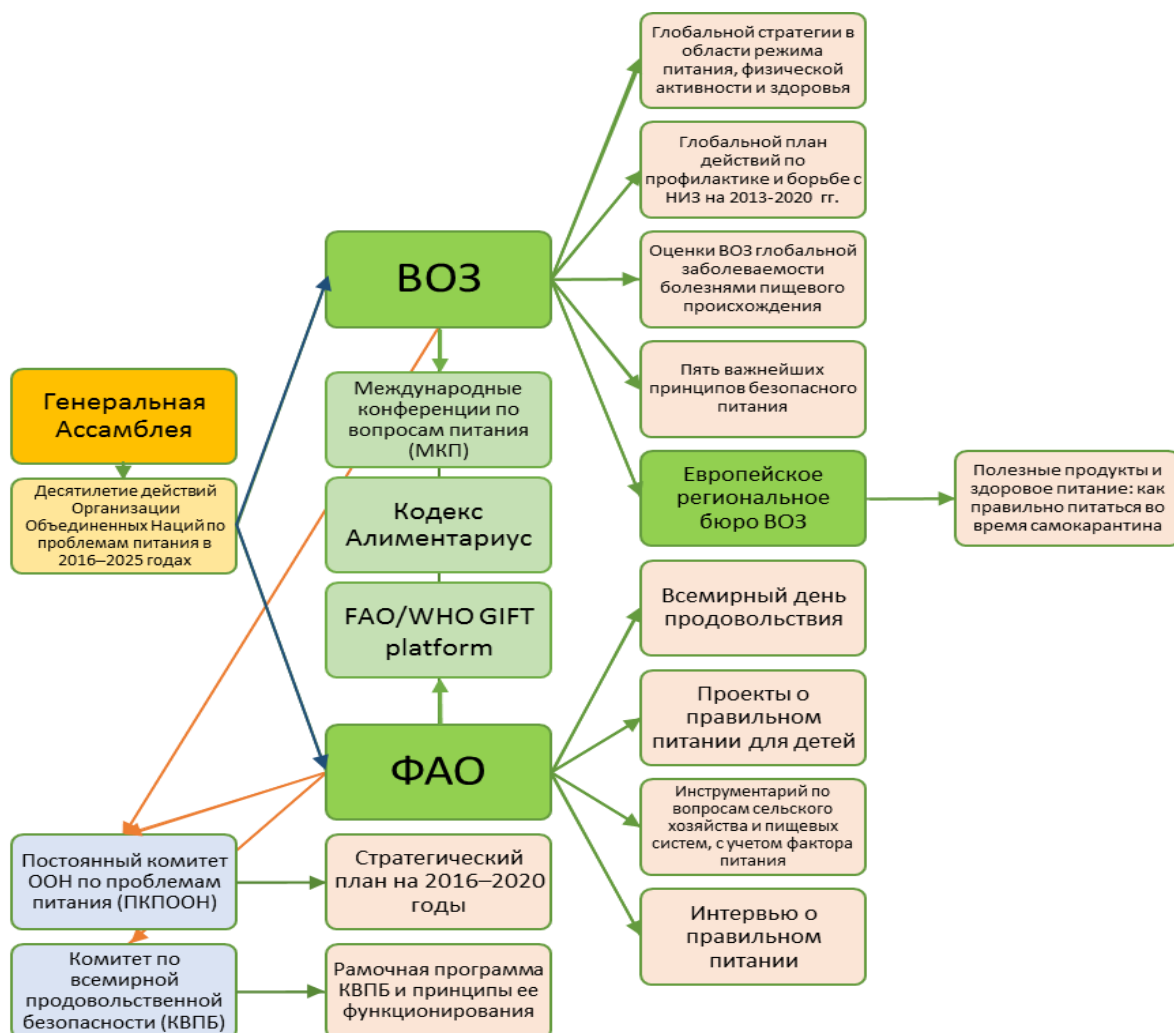 Глобальной стратегии в
области режима
питания, физической
активности и здоровья
Глобальной план
действий по
профилактике и борьбе с
НИЗ на 2013-2020 гг.
Оценки ВОЗ глобальной
заболеваемости
болезнями пищевого
происхождения
Пять важнейших
принципов безопасного
питания
Европейское
региональное
бюро ВОЗ
Полезные продукты и
здоровое питание: как
правильно питаться во
время самокарантина
ВОЗ
Международные
конференции по
вопросам питания
(МКП)
Кодекс
Алиментариус
FAO/WHO GIFT
platform
ФАО
Генеральная
Ассамблея
Десятилетие действий
Организации
Объединенных Наций по
проблемам питания в
2016–2025 годах
Всемирный день
продовольствия
Проекты о
правильном
питании для детей
Инструментарий по
вопросам сельского
хозяйства и пищевых
систем, с учетом фактора
питания
Интервью о
правильном
питании
Постоянный комитет
ООН по проблемам
питания (ПКПООН)
Стратегический
план на 2016–2020
годы
Комитет по
всемирной
продовольственной
безопасности (КВПБ)
Рамочная программа
КВПБ и принципы ее
функционирования